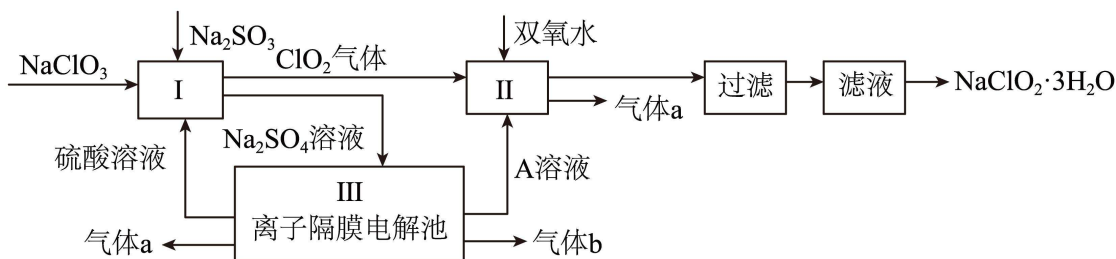 Na₂SO₃
双氧水
NaClO₃
ClO₂气体
I
II
过滤
滤液
NaClO₂·3H₂O
气体a
Na₂SO₄溶液
硫酸溶液
A溶液
III
离子隔膜电解池
气体a
气体b